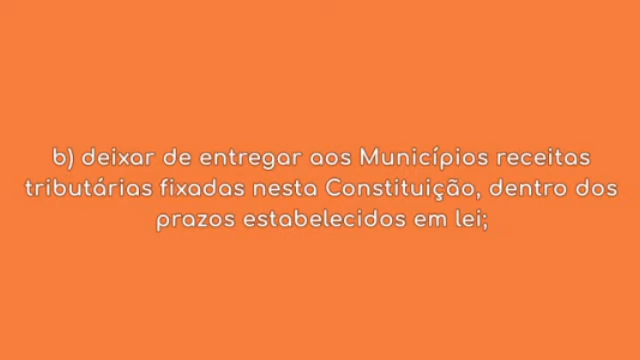 b) deixar de entregar aos Municípios receitas
tributárias fixadas nesta Constituição, dentro dos
prazos estabelecidos em lei;